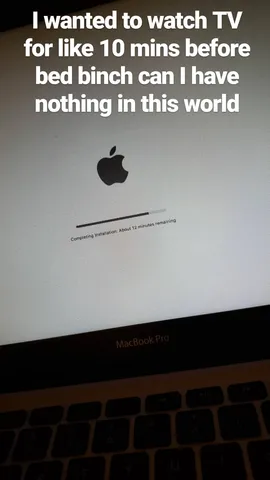 I wanted to watch TV
for like 10 mins before
bed binch can I have
nothing in this world
Completing installation: About 12 minutes remaining
MacBook Pro